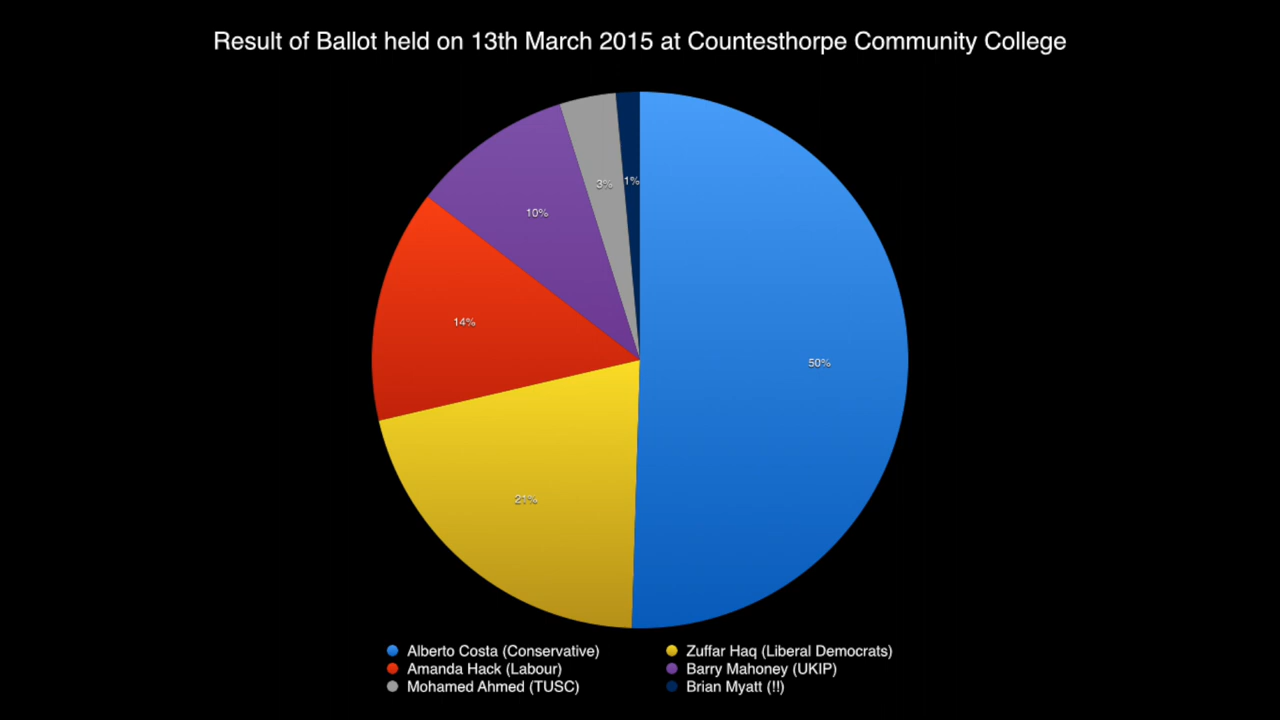 Result of Ballot held on 13th March 2015 at Countesthorpe Community College
3%
1%
10%
14%
50%
21%
Alberto Costa (Conservative)
Zuffar Haq (Liberal Democrats)
Amanda Hack (Labour)
Barry Mahoney (UKIP)
Mohamed Ahmed (TUSC)
Brian Myatt (!!)